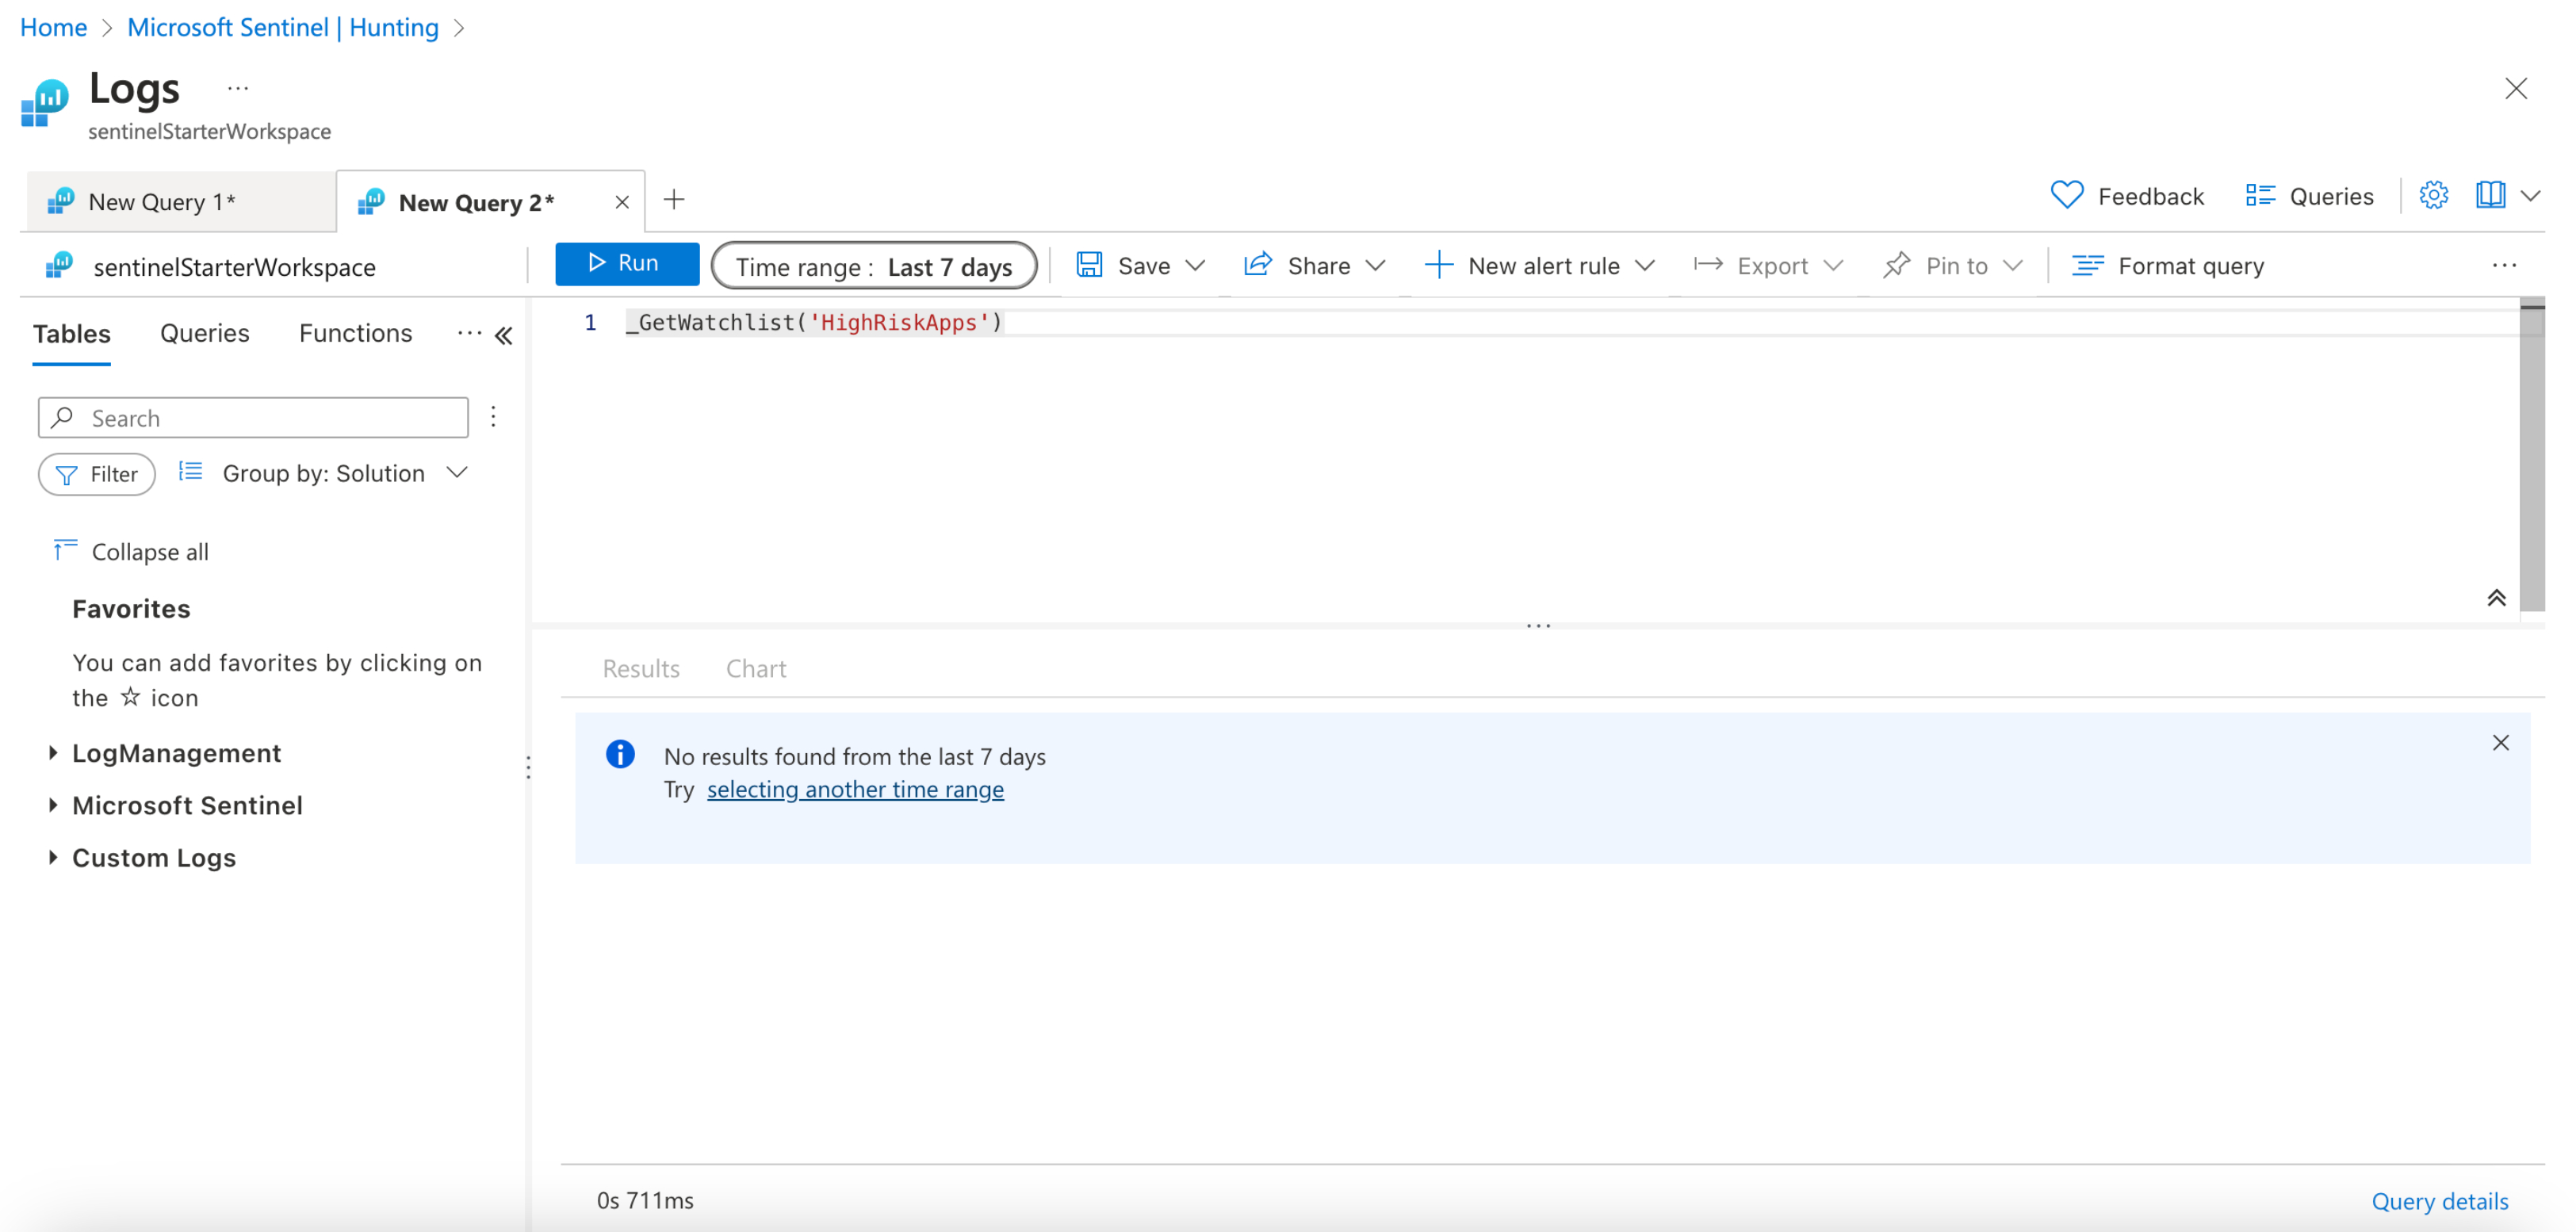 Home > Microsoft Sentinel | Hunting >
Logs ...
sentinelStarterWorkspace
New Query 1*
New Query 2*
Feedback
Queries
sentinelStarterWorkspace
Run
Time range : Last 7 days
Save
Share
New alert rule
Export
Pin to
Format query
...
Tables
Queries
Functions
...
1 _GetWatchlist('HighRiskApps')
Search
Filter
Group by: Solution
Collapse all
Favorites
You can add favorites by clicking on
the ☆ icon
LogManagement
Microsoft Sentinel
Custom Logs
Results
Chart
No results found from the last 7 days
Try selecting another time range
0s 711ms
Query details